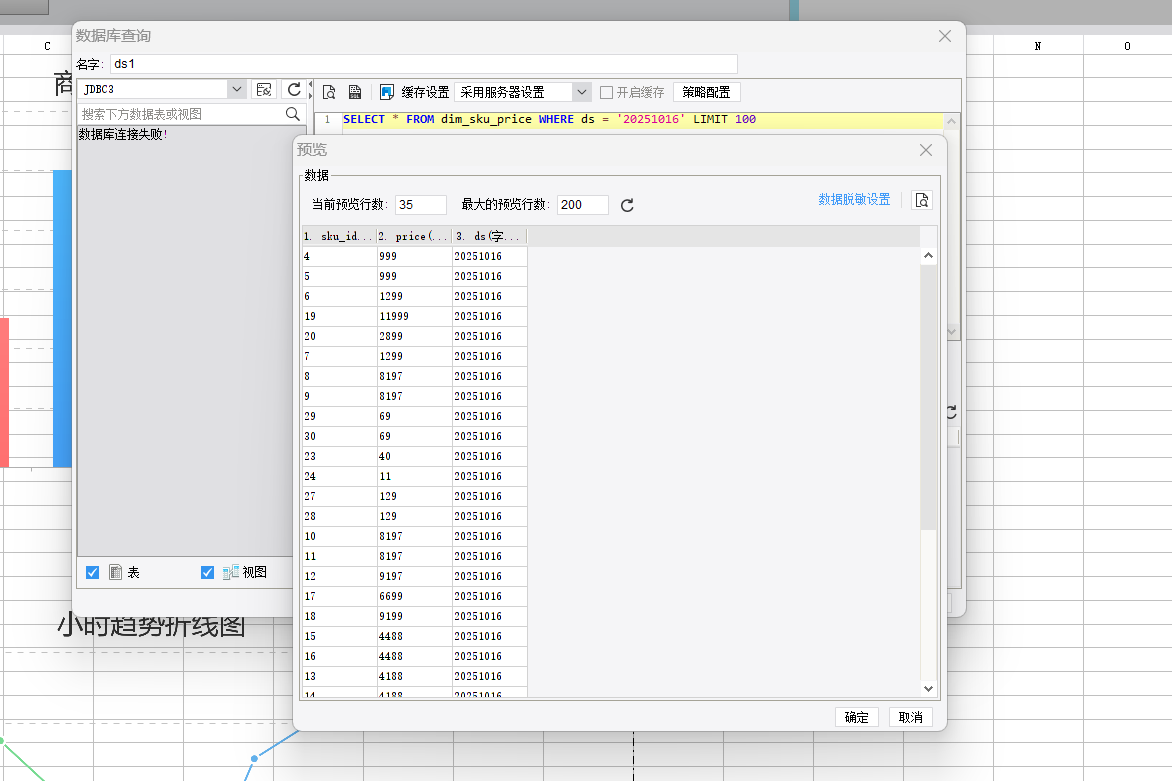 数据库查询
C
N
O
名字:
ds1
商
JDBC3
缓存设置
采用服务器设置
开启缓存
策略配置
搜索下方数据表或视图
数据库连接失败!
1
SELECT * FROM dim_sku_price WHERE ds = '20251016' LIMIT 100
预览
数据
当前预览行数:
35
最大的预览行数:
200
数据脱敏设置
1. sku_id... 2. price(... 3. ds(字...
4 999 20251016
5 999 20251016
6 1299 20251016
19 11999 20251016
20 2899 20251016
7 1299 20251016
8 8197 20251016
9 8197 20251016
29 69 20251016
30 69 20251016
23 40 20251016
24 11 20251016
27 129 20251016
28 129 20251016
10 8197 20251016
11 8197 20251016
12 9197 20251016
17 6699 20251016
18 9199 20251016
15 4488 20251016
16 4488 20251016
13 4188 20251016
14 4188 20251016
表
视图
小时趋势折线图
确定
取消